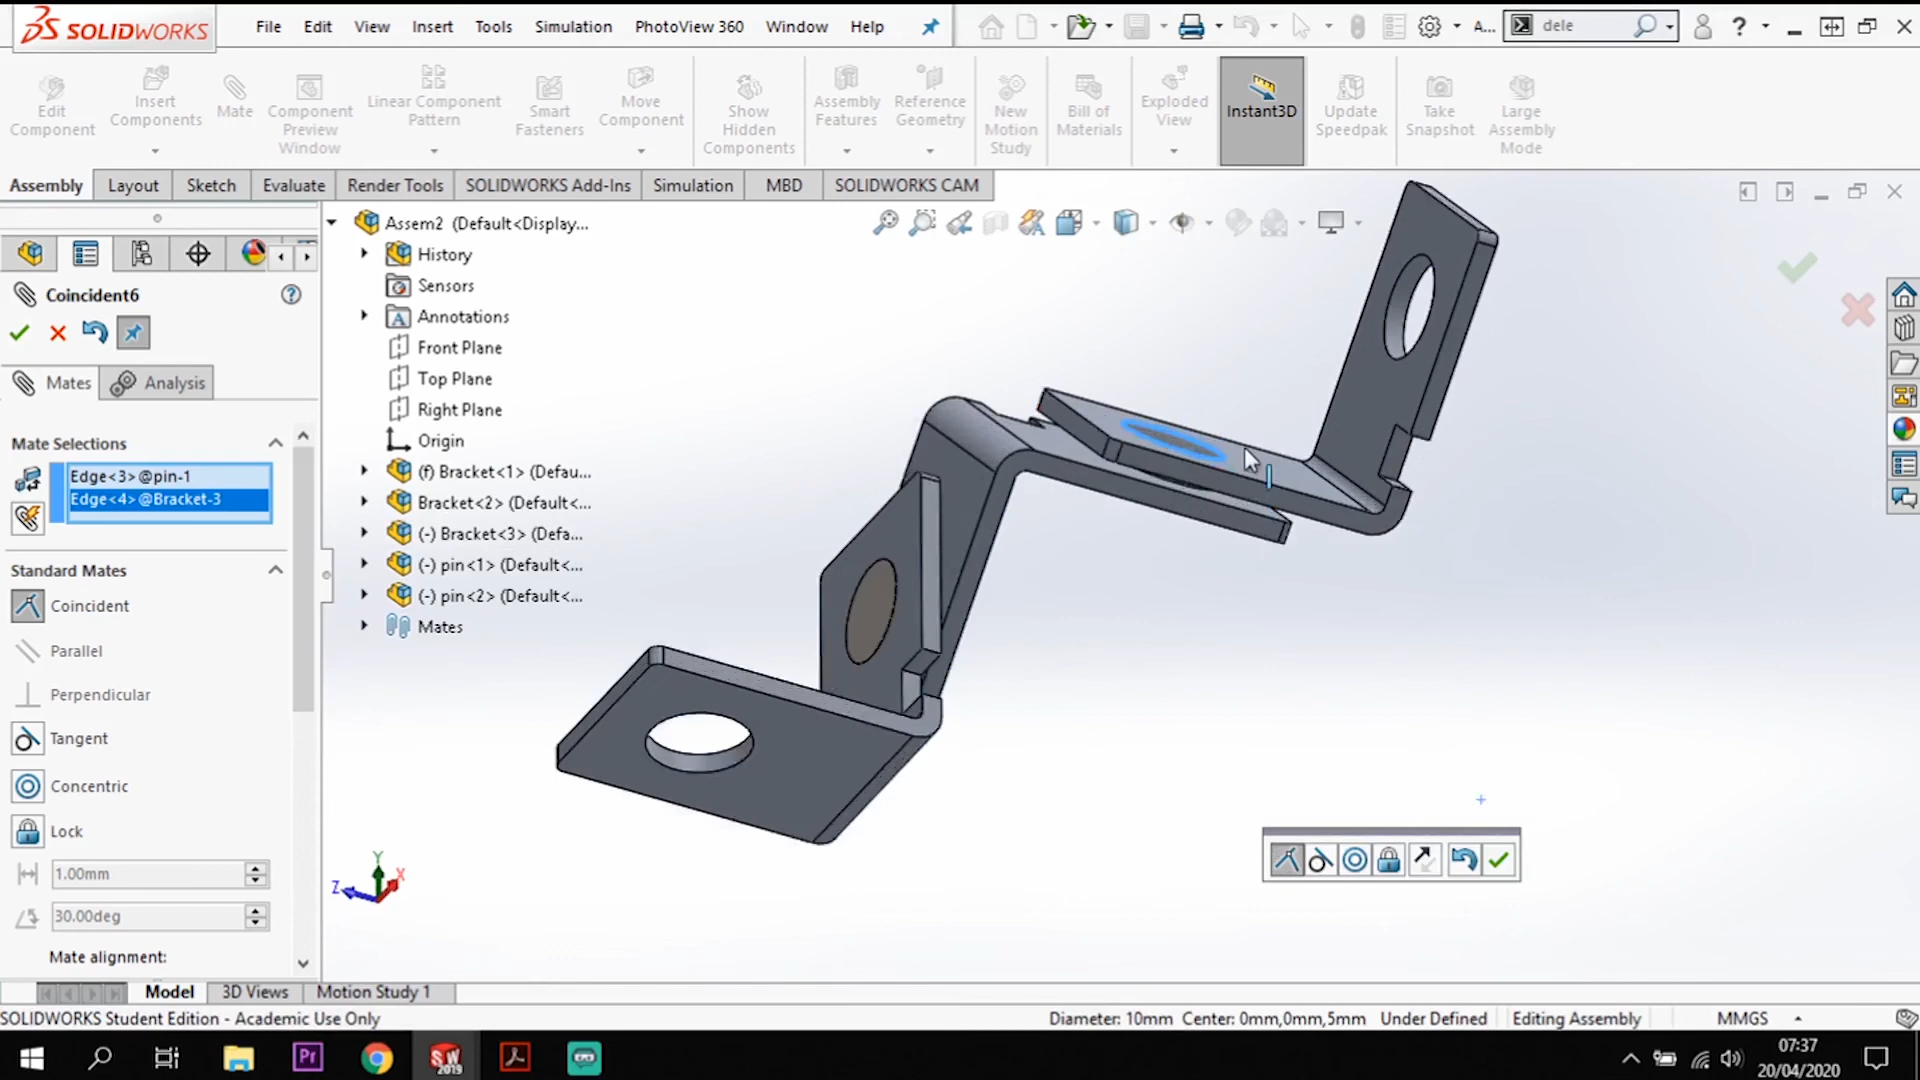 SOLIDWORKS File Edit View Insert Tools Simulation PhotoView 360 Window Help A... dele ?
Edit Component
Insert Components
Mate
Component Preview Window
Linear Component Pattern
Smart Fasteners
Move Component
Show Hidden Components
Assembly Features
Reference Geometry
New Motion Study
Bill of Materials
Exploded View
Instant3D
Update Speedpak
Take Snapshot
Large Assembly Mode
Assembly Layout Sketch Evaluate Render Tools SOLIDWORKS Add-Ins Simulation MBD SOLIDWORKS CAM
Coincident6
Mates Analysis
Mate Selections
Edge<3>@pin-1
Edge<4>@Bracket-3
Standard Mates
Coincident
Parallel
Perpendicular
Tangent
Concentric
Lock
1.00mm
30.00deg
Mate alignment:
Assem2 (Default<Display...
History
Sensors
Annotations
Front Plane
Top Plane
Right Plane
Origin
(f) Bracket<1> (Defau...
Bracket<2> (Default<...
(-) Bracket<3> (Defa...
(-) pin<1> (Default<...
(-) pin<2> (Default<...
Mates
Y
Z
X
Model 3D Views Motion Study 1
SOLIDWORKS Student Edition - Academic Use Only Diameter: 10mm Center: 0mm,0mm,5mm Under Defined Editing Assembly MMGS
Pr SW 2019
07:37
20/04/2020